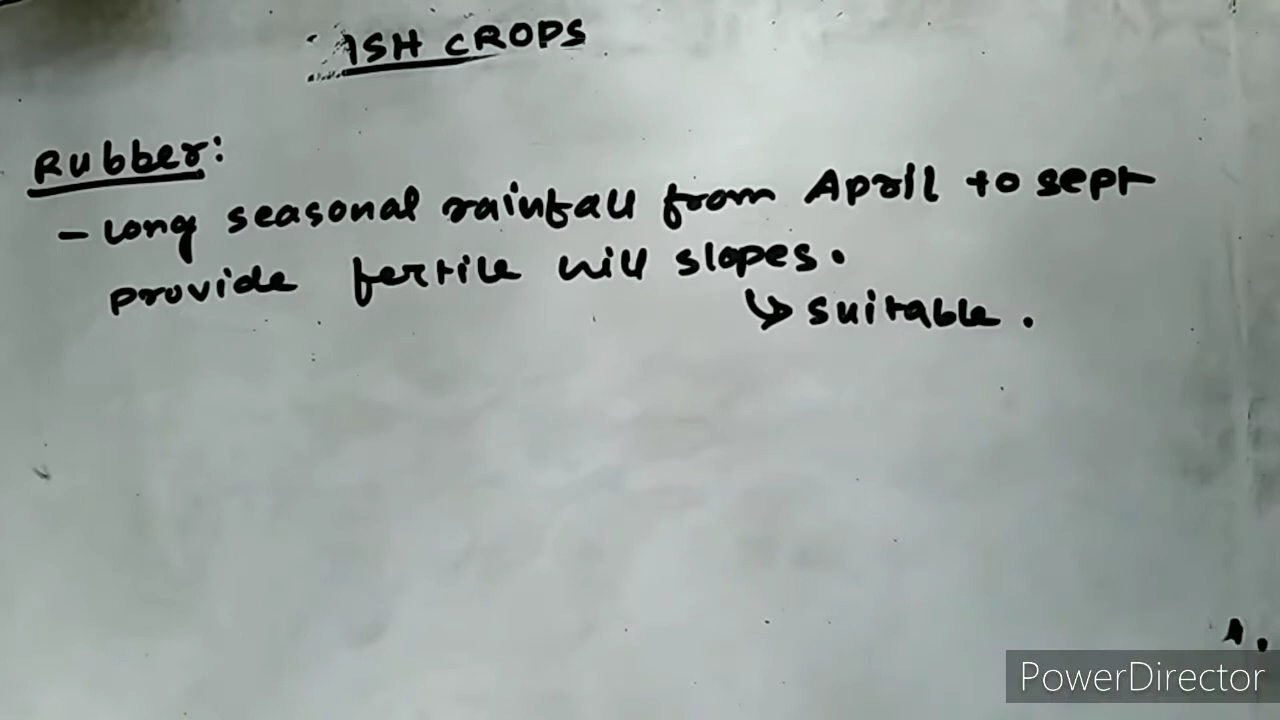 ASH CROPS
Rubber:
- Long seasonal rainfall from April to sept
provide fertile hill slopes.
↳ suitable.
PowerDirector